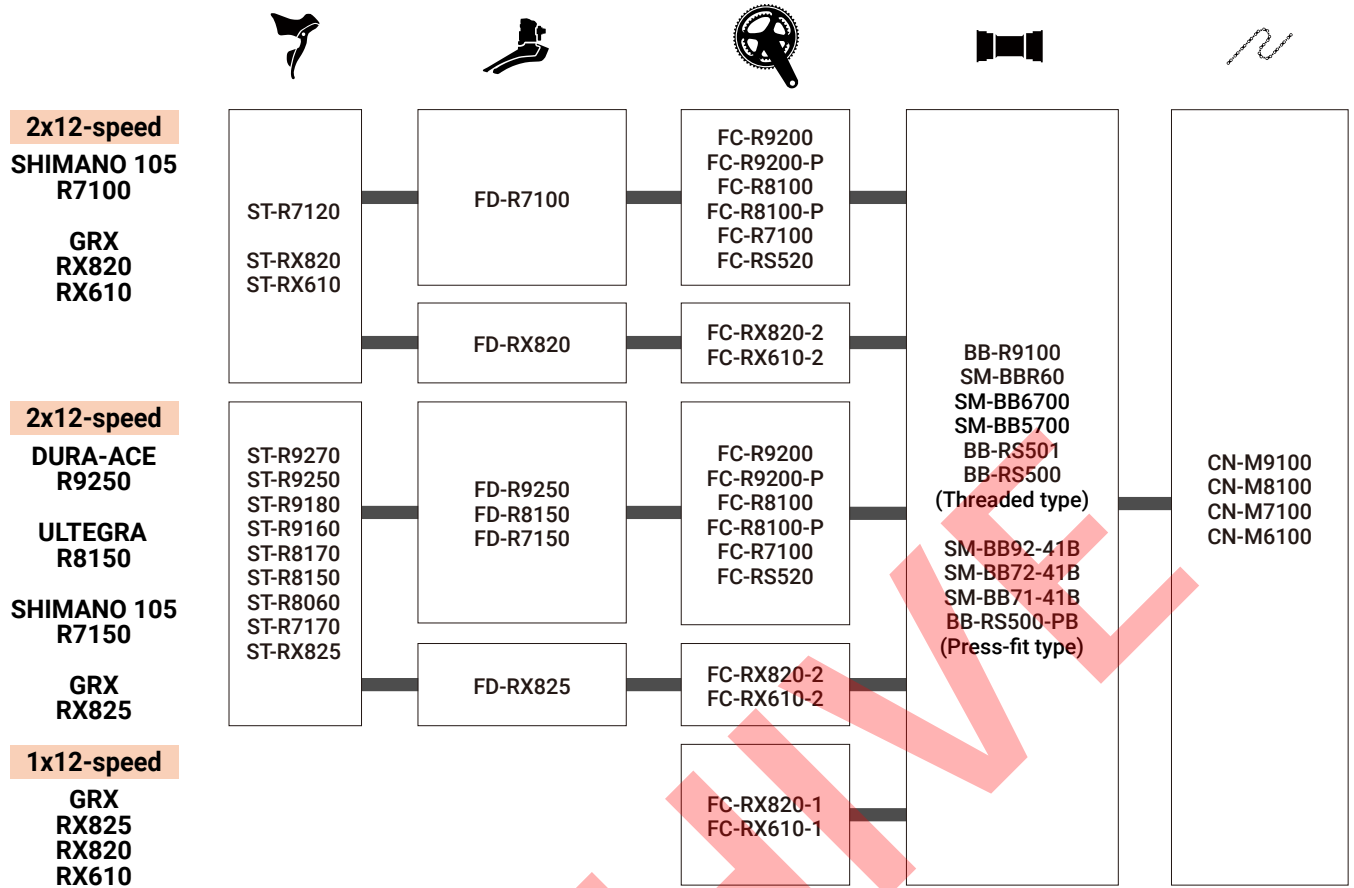 2x12-speed
SHIMANO 105
R7100
GRX
RX820
RX610
ST-R7120
ST-RX820
ST-RX610
FD-R7100
FC-R9200
FC-R9200-P
FC-R8100
FC-R8100-P
FC-R7100
FC-RS520
FD-RX820
FC-RX820-2
FC-RX610-2
2x12-speed
DURA-ACE
R9250
ULTEGRA
R8150
SHIMANO 105
R7150
GRX
RX825
ST-R9270
ST-R9250
ST-R9180
ST-R9160
ST-R8170
ST-R8150
ST-R8060
ST-R7170
ST-RX825
FD-R9250
FD-R8150
FD-R7150
FC-R9200
FC-R9200-P
FC-R8100
FC-R8100-P
FC-R7100
FC-RS520
FD-RX825
FC-RX820-2
FC-RX610-2
1x12-speed
GRX
RX825
RX820
RX610
FC-RX820-1
FC-RX610-1
BB-R9100
SM-BBR60
SM-BB6700
SM-BB5700
BB-RS501
BB-RS500
(Threaded type)
SM-BB92-41B
SM-BB72-41B
SM-BB71-41B
BB-RS500-PB
(Press-fit type)
CN-M9100
CN-M8100
CN-M7100
CN-M6100